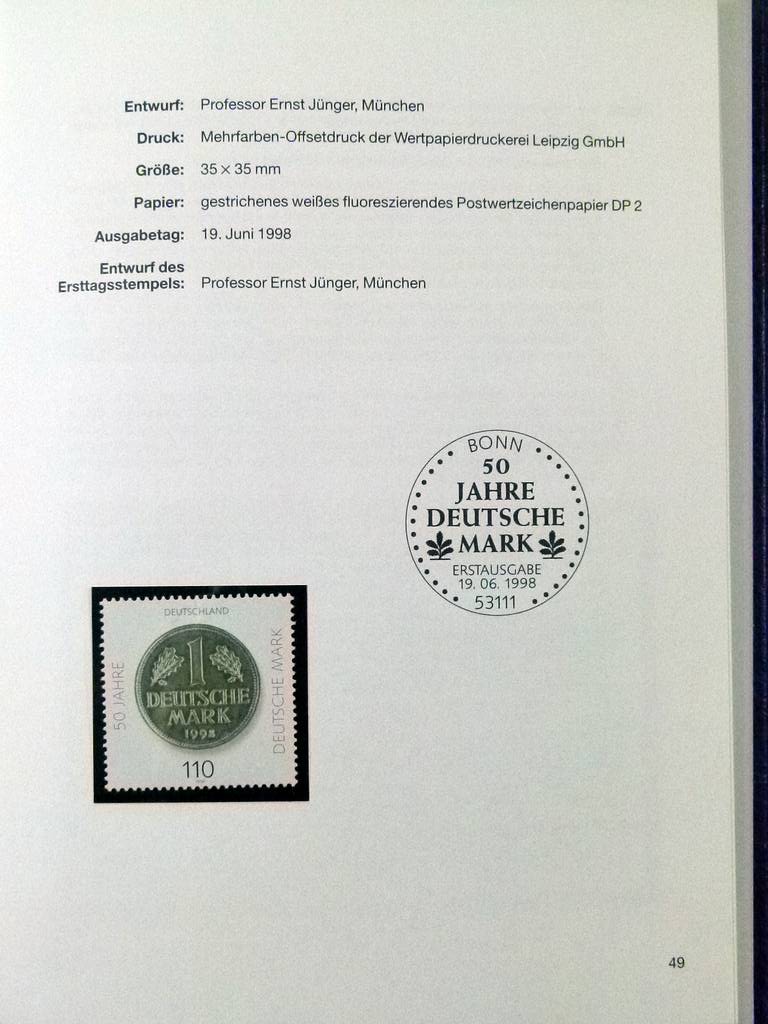 Entwurf: Professor Ernst Jünger, München
Druck: Mehrfarben-Offsetdruck der Wertpapierdruckerei Leipzig GmbH
Größe: 35 × 35 mm
Papier: gestrichenes weißes fluoreszierendes Postwertzeichenpapier DP 2
Ausgabetag: 19. Juni 1998
Entwurf des
Ersttagsstempels: Professor Ernst Jünger, München
BONN
50
JAHRE
DEUTSCHE
MARK
ERSTAUSGABE
19. 06. 1998
53111
DEUTSCHLAND
50 JAHRE
1
DEUTSCHE
MARK
1998
DEUTSCHE MARK
110
49